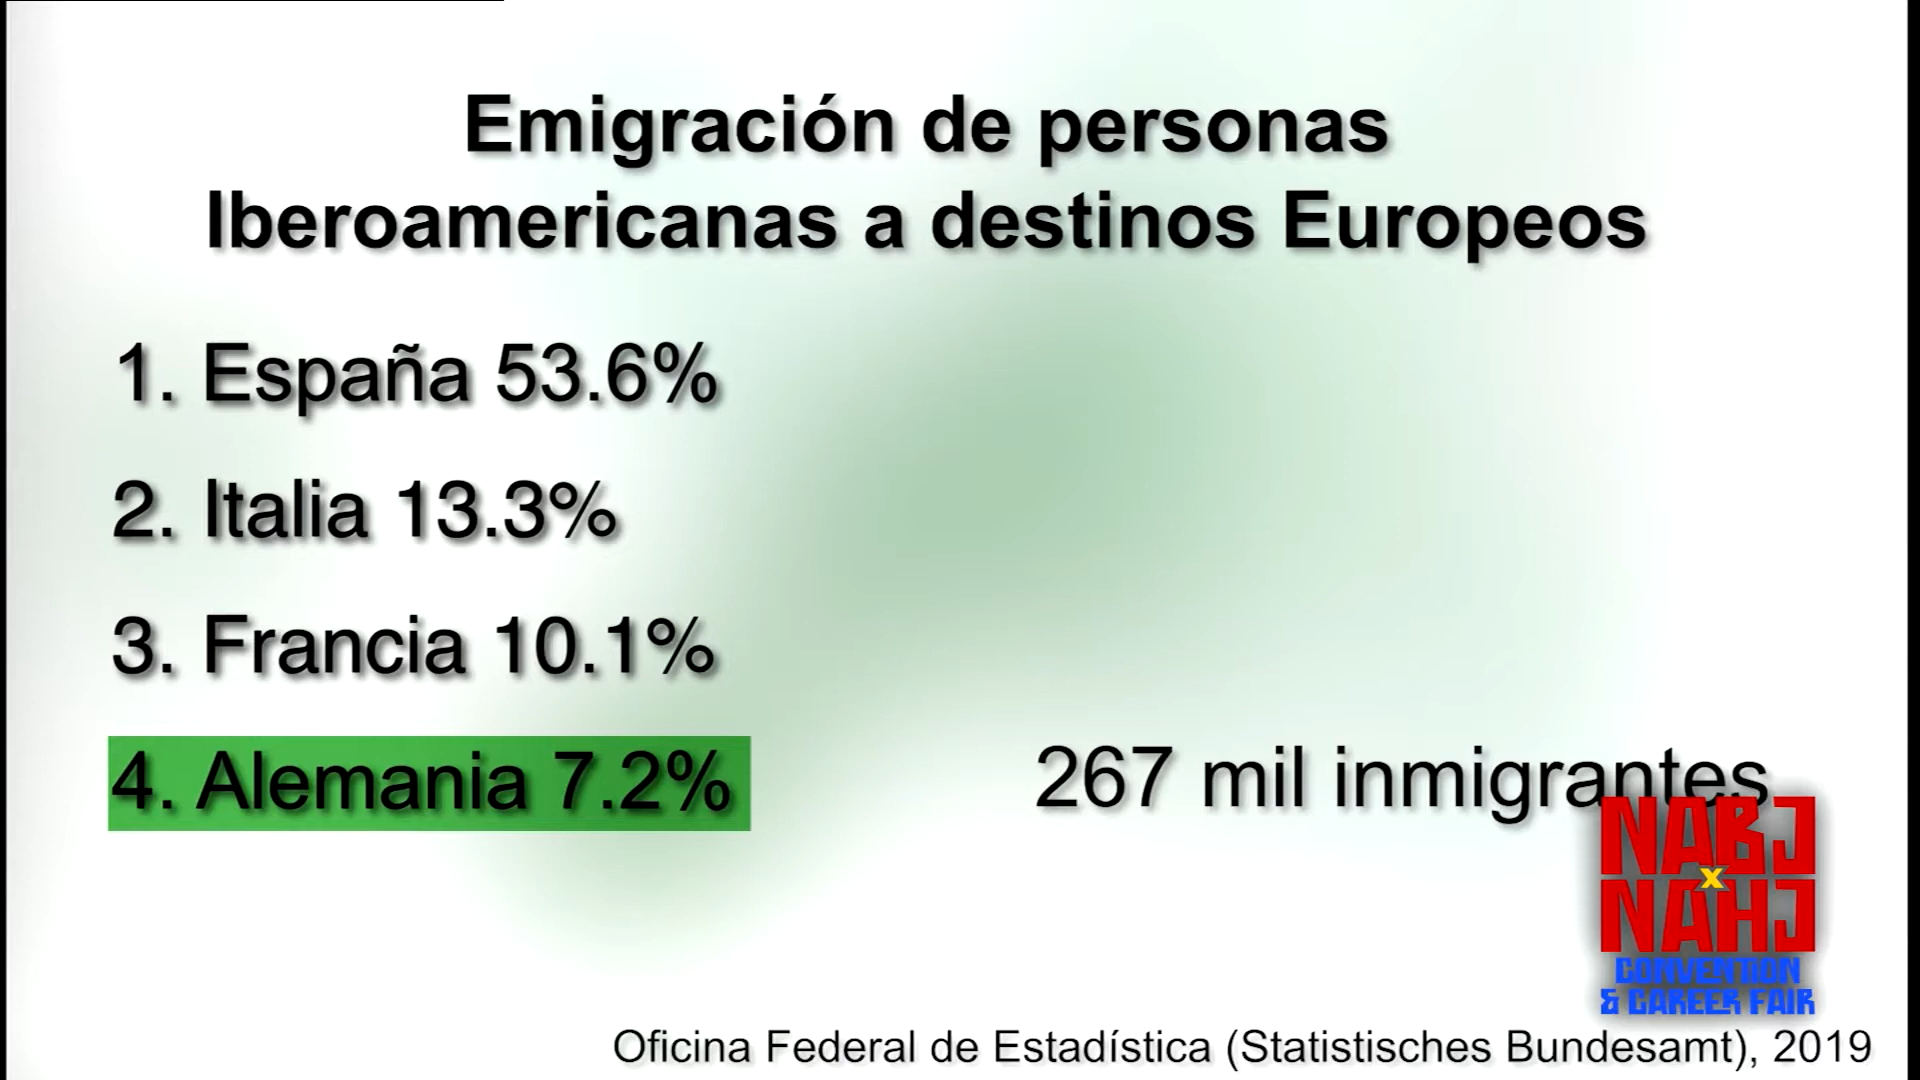 Emigración de personas
Iberoamericanas a destinos Europeos
1. España 53.6%
2. Italia 13.3%
3. Francia 10.1%
4. Alemania 7.2%
267 mil inmigrantes
NABJ
x
NAHJ
CONVENTION
& CAREER FAIR
Oficina Federal de Estadística (Statistisches Bundesamt), 2019